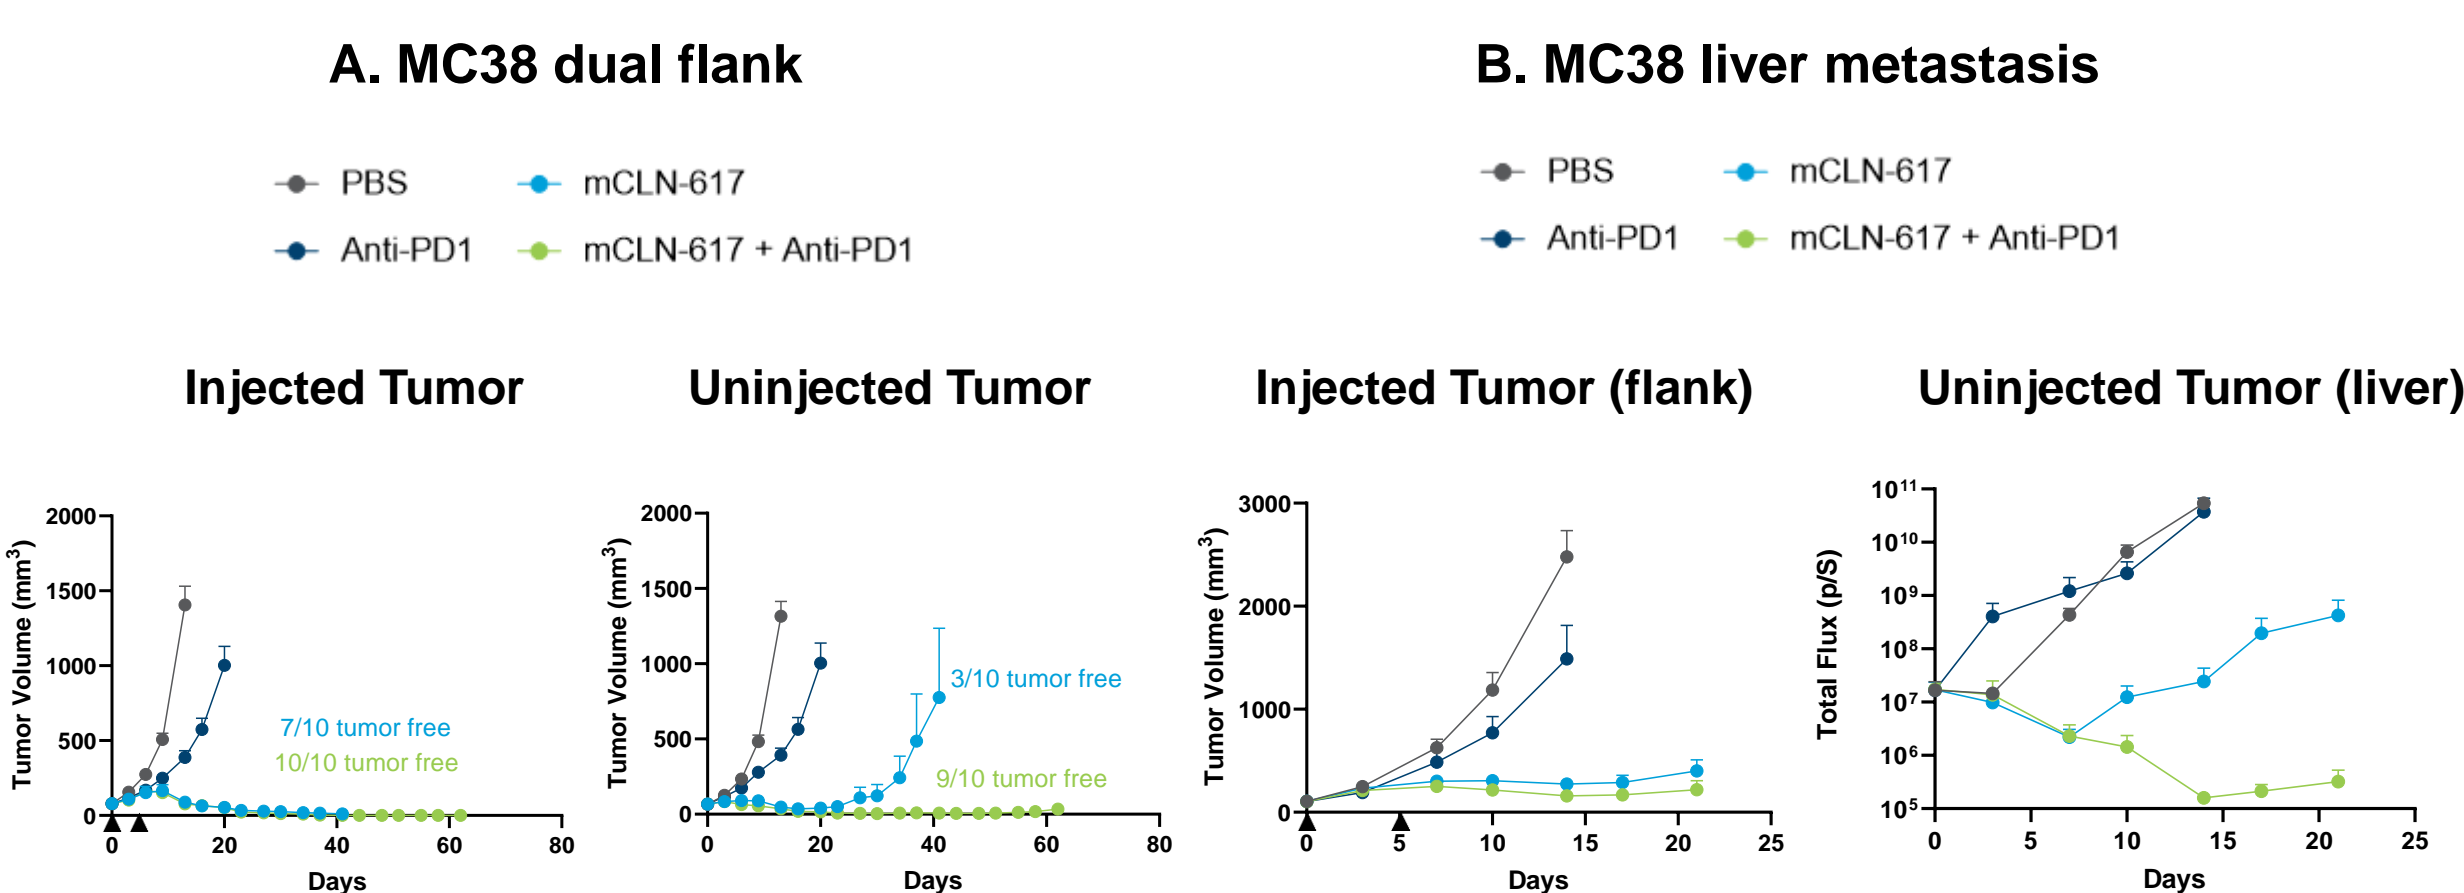 A. MC38 dual flank
PBS
mCLN-617
Anti-PD1
mCLN-617 + Anti-PD1
Injected Tumor
Tumor Volume (mm³)
2000
1500
1000
500
0
7/10 tumor free
10/10 tumor free
0 20 40 60 80
Days
Uninjected Tumor
Tumor Volume (mm³)
2000
1500
1000
500
0
3/10 tumor free
9/10 tumor free
0 20 40 60 80
Days
B. MC38 liver metastasis
PBS
mCLN-617
Anti-PD1
mCLN-617 + Anti-PD1
Injected Tumor (flank)
Tumor Volume (mm³)
3000
2000
1000
0
0 5 10 15 20 25
Days
Uninjected Tumor (liver)
Total Flux (p/S)
10¹¹
10¹⁰
10⁹
10⁸
10⁷
10⁶
10⁵
0 5 10 15 20 25
Days